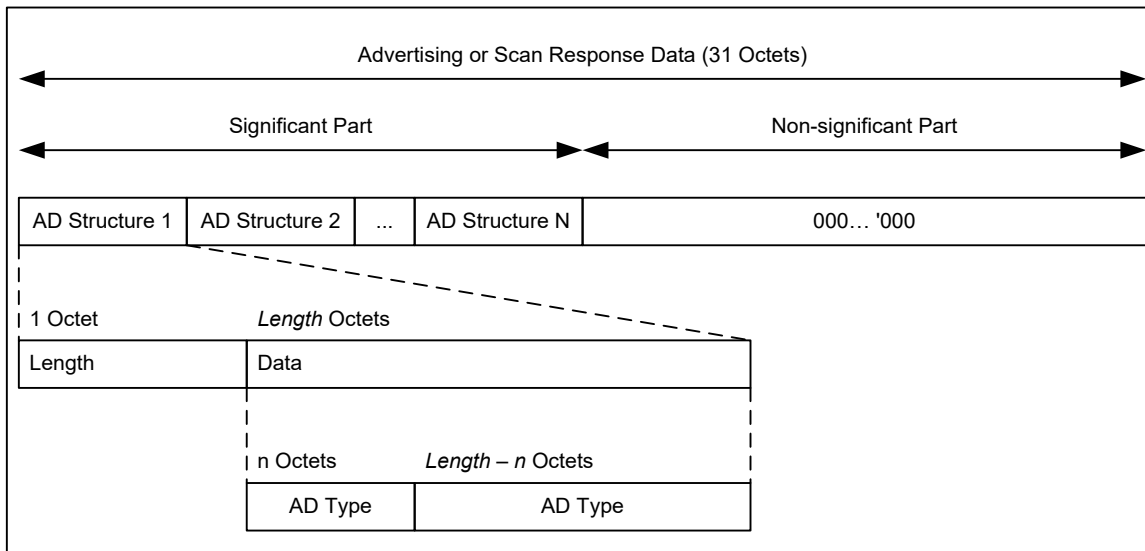 Advertising or Scan Response Data (31 Octets)
Significant Part Non-significant Part
AD Structure 1 AD Structure 2 ... AD Structure N 000… '000
1 Octet Length Octets
Length Data
n Octets Length – n Octets
AD Type AD Type